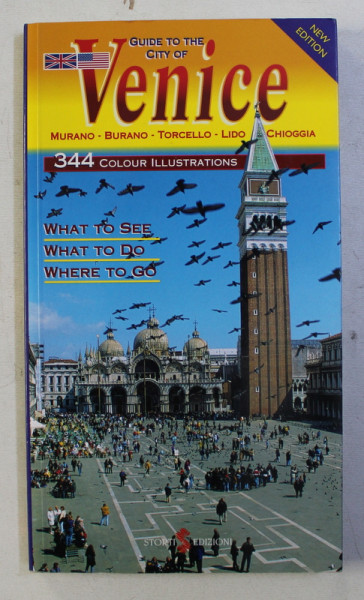 GUIDE TO THE
CITY OF
Venice
NEW
EDITION
MURANO - BURANO - TORCELLO - LIDO - CHIOGGIA
344 COLOUR ILLUSTRATIONS
WHAT TO SEE
WHAT TO DO
WHERE TO GO
STORTI EDIZIONI